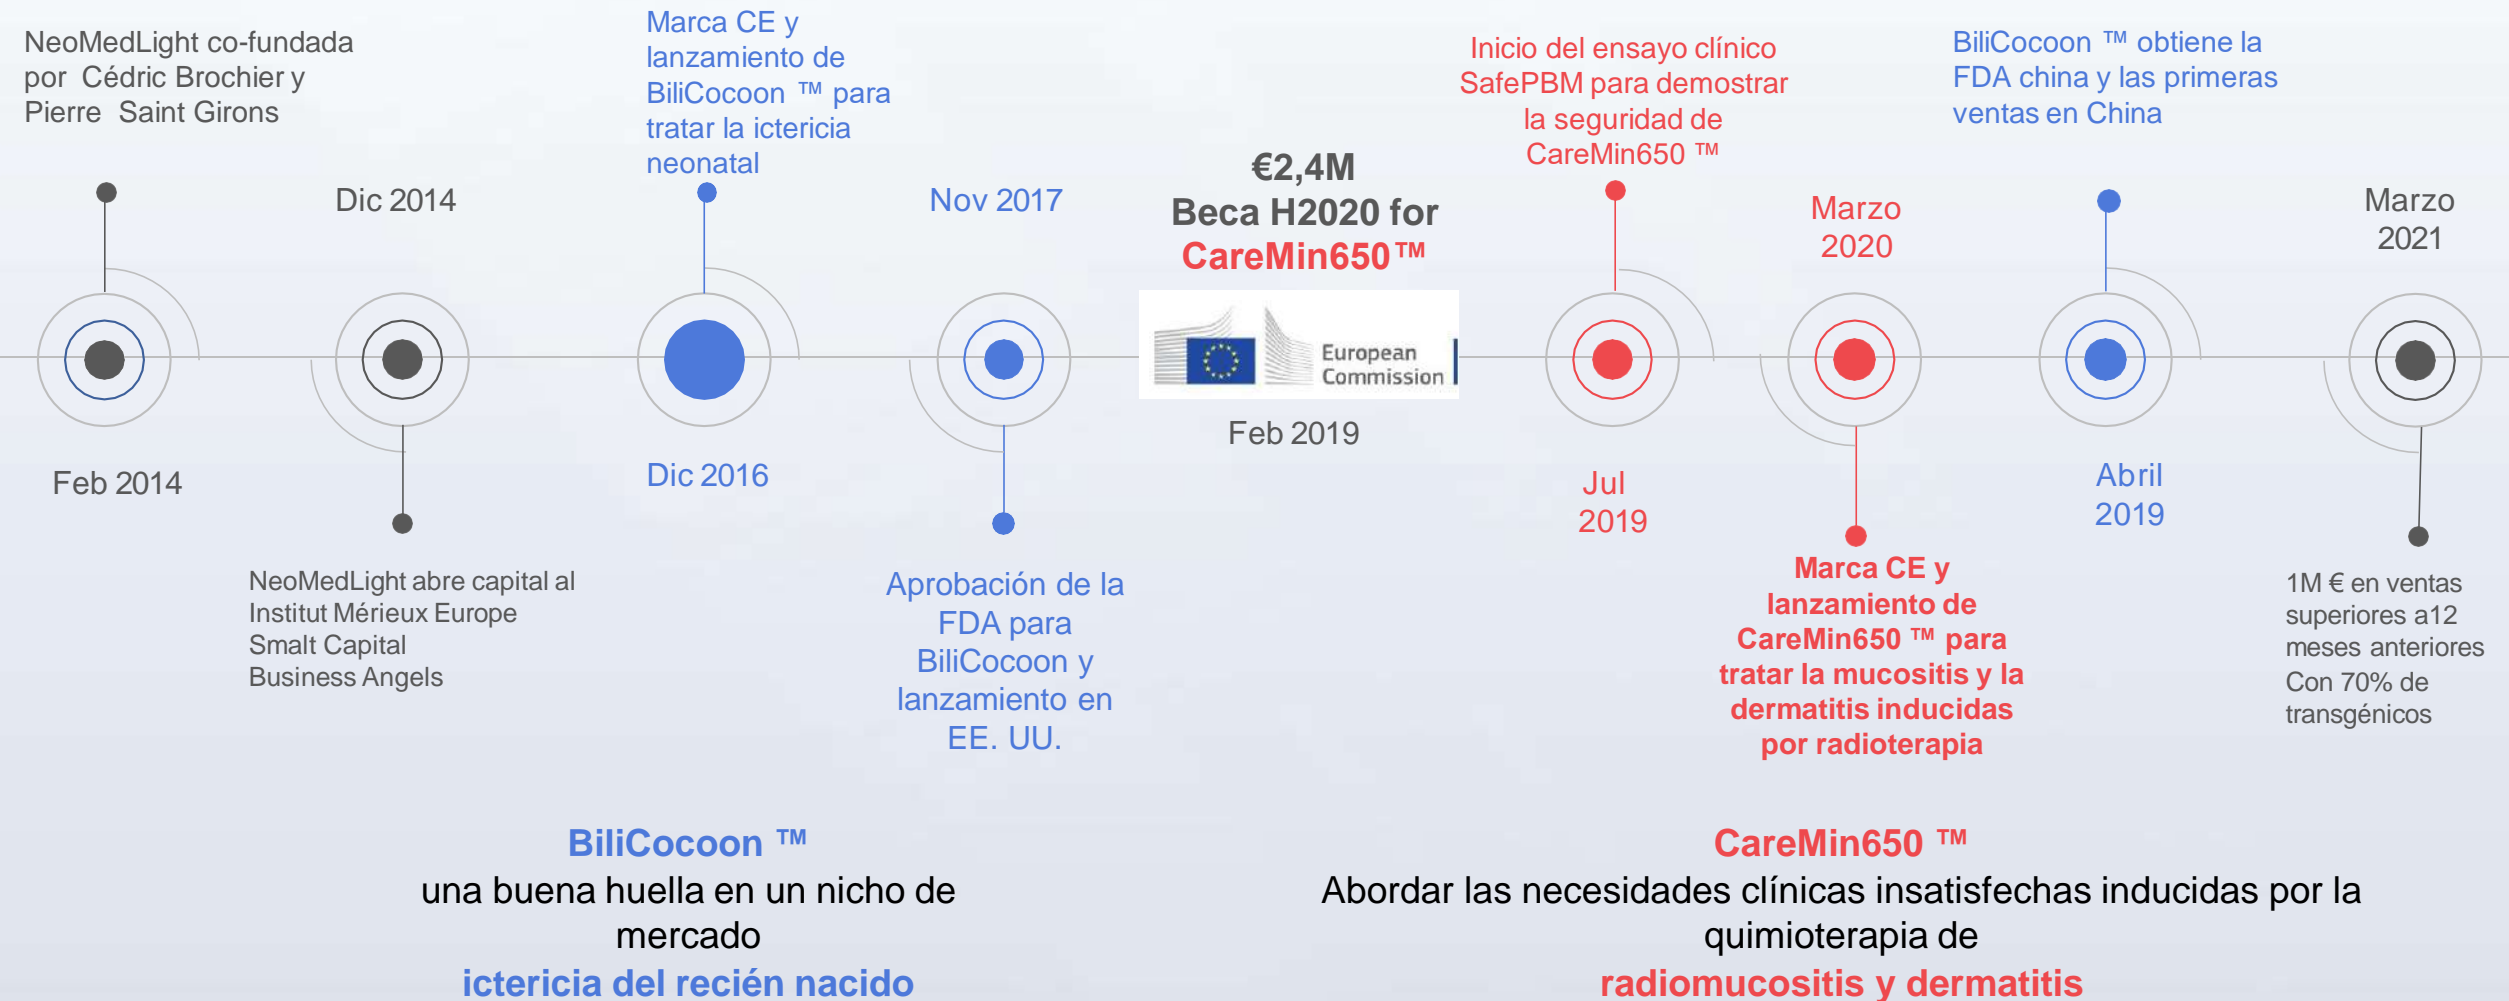 NeoMedLight co-fundada
por Cédric Brochier y
Pierre Saint Girons
Feb 2014
Dic 2014
NeoMedLight abre capital al
Institut Mérieux Europe
Smalt Capital
Business Angels
Marca CE y
lanzamiento de
BiliCocoon ™ para
tratar la ictericia
neonatal
Dic 2016
Nov 2017
Aprobación de la
FDA para
BiliCocoon y
lanzamiento en
EE. UU.
€2,4M
Beca H2020 for
CareMin650™
European
Commission
Feb 2019
Inicio del ensayo clínico
SafePBM para demostrar
la seguridad de
CareMin650 ™
Jul
2019
Marzo
2020
Marca CE y
lanzamiento de
CareMin650 ™ para
tratar la mucositis y la
dermatitis inducidas
por radioterapia
BiliCocoon ™ obtiene la
FDA china y las primeras
ventas en China
Abril
2019
Marzo
2021
1M € en ventas
superiores a12
meses anteriores
Con 70% de
transgénicos
BiliCocoon ™
una buena huella en un nicho de
mercado
ictericia del recién nacido
CareMin650 ™
Abordar las necesidades clínicas insatisfechas inducidas por la
quimioterapia de
radiomucositis y dermatitis